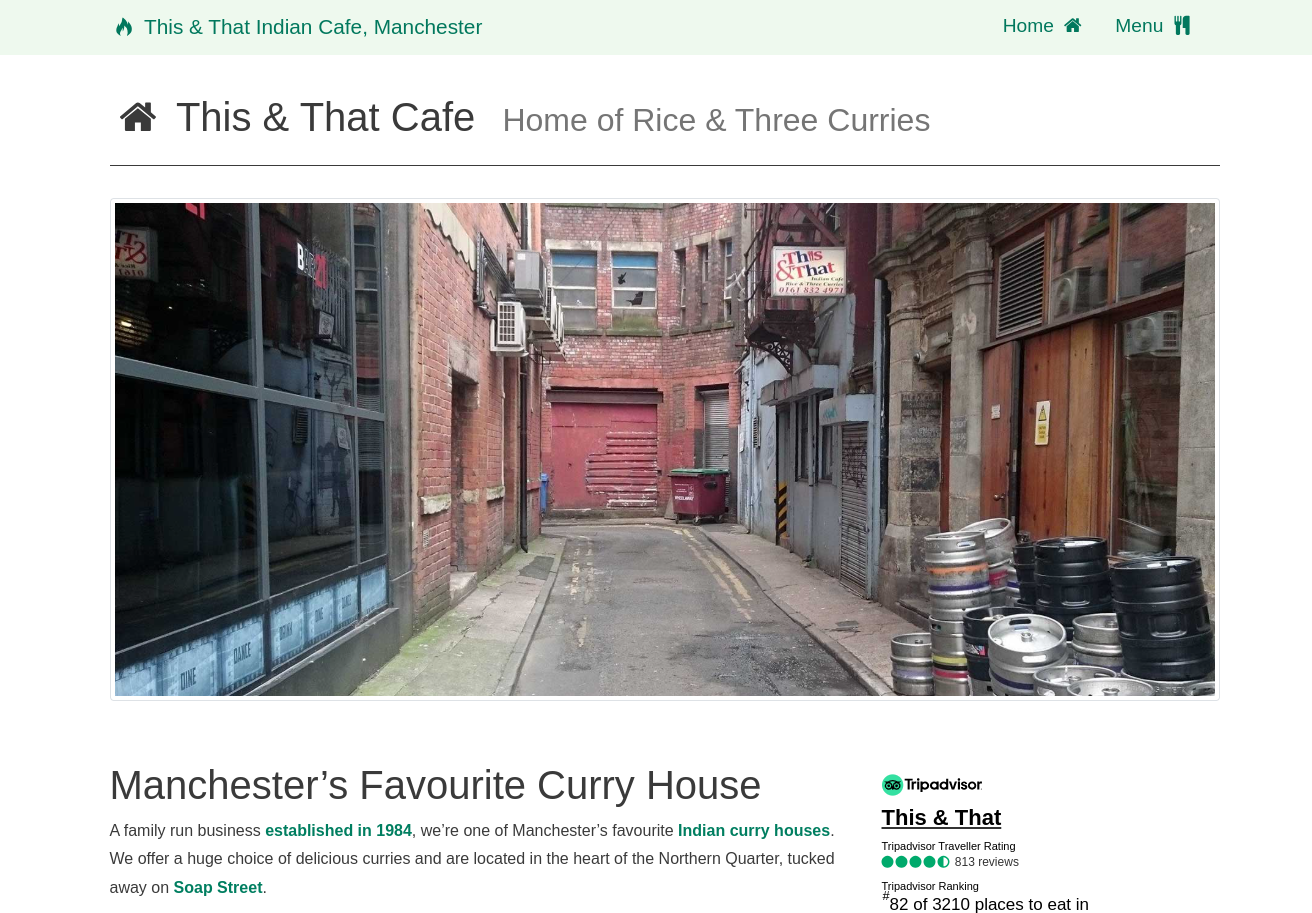 This & That Indian Cafe, Manchester
Home
Menu
This & That Cafe Home of Rice & Three Curries
This
& That
Indian Cafe
Rice & Three Curries
0161 832 4971
DINE
DANCE
DRINK
DINE
DANCE
Manchester’s Favourite Curry House
A family run business established in 1984, we’re one of Manchester’s favourite Indian curry houses.
We offer a huge choice of delicious curries and are located in the heart of the Northern Quarter, tucked
away on Soap Street.
Tripadvisor
This & That
Tripadvisor Traveller Rating
813 reviews
Tripadvisor Ranking
#82 of 3210 places to eat in